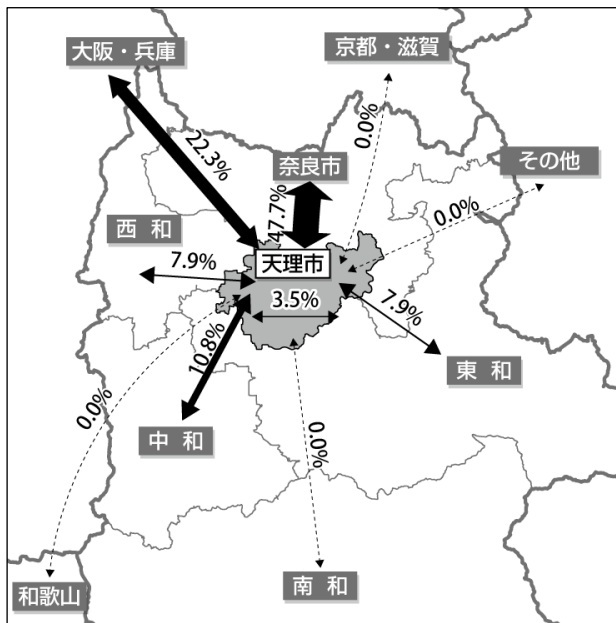 大阪・兵庫
京都・滋賀
22.3%
0.0%
奈良市
その他
47.7%
0.0%
西和
天理市
7.9%
3.5%
7.9%
10.8%
東和
0.0%
中和
0.0%
和歌山
南和